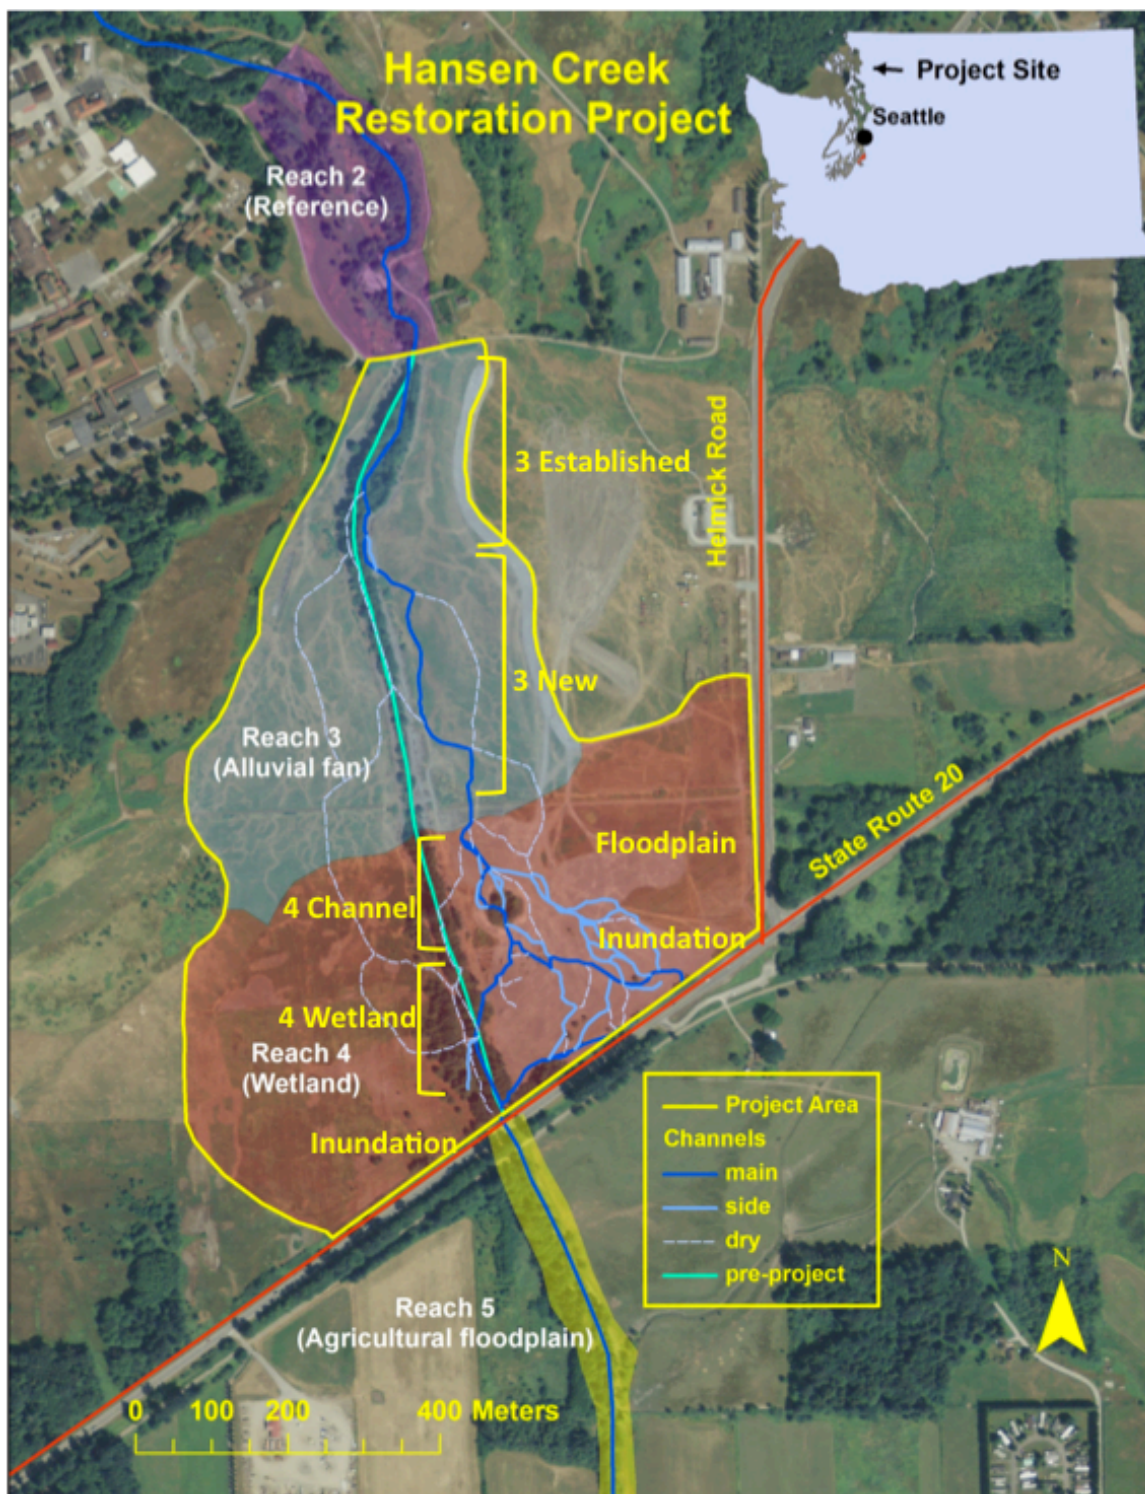 Hansen Creek
Restoration Project
Project Site
Seattle
Reach 2
(Reference)
3 Established
Helmick Road
3 New
Reach 3
(Alluvial fan)
State Route 20
Floodplain
4 Channel
Inundation
4 Wetland
Reach 4
(Wetland)
Inundation
Project Area
Channels
main
side
dry
pre-project
N
Reach 5
(Agricultural floodplain)
0 100 200 400 Meters